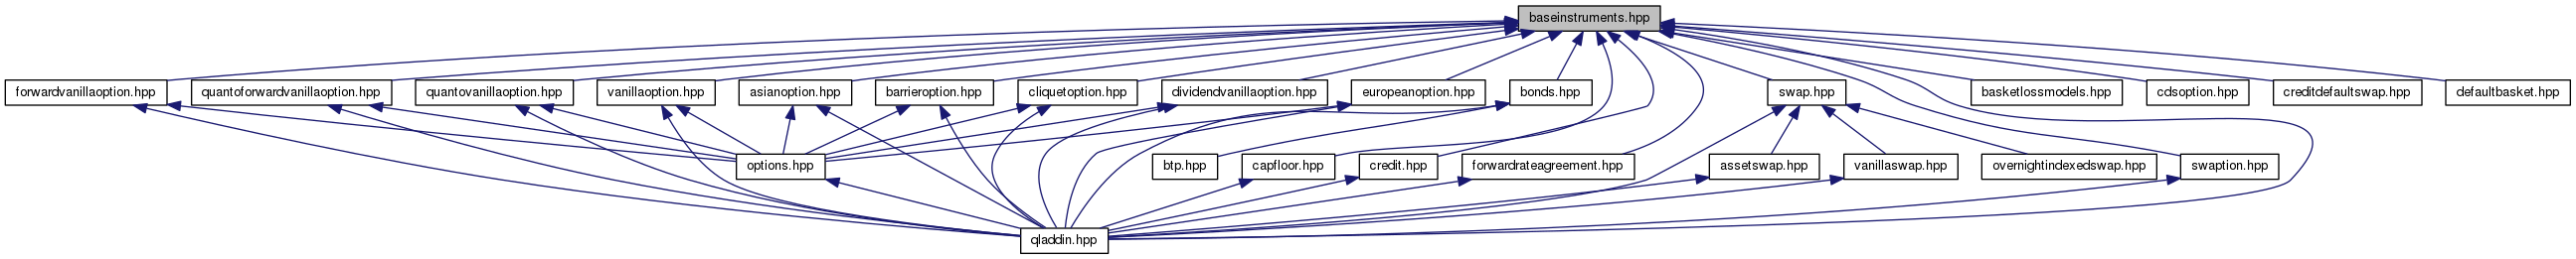 baseinstruments.hpp
forwardvanillaoption.hpp
quantoforwardvanillaoption.hpp
quantovanillaoption.hpp
vanillaoption.hpp
asianoption.hpp
barrieroption.hpp
cliquetoption.hpp
dividendvanillaoption.hpp
europeanoption.hpp
bonds.hpp
swap.hpp
basketlossmodels.hpp
cdsoption.hpp
creditdefaultswap.hpp
defaultbasket.hpp
options.hpp
btp.hpp
capfloor.hpp
credit.hpp
forwardrateagreement.hpp
assetswap.hpp
vanillaswap.hpp
overnightindexedswap.hpp
swaption.hpp
qladdin.hpp